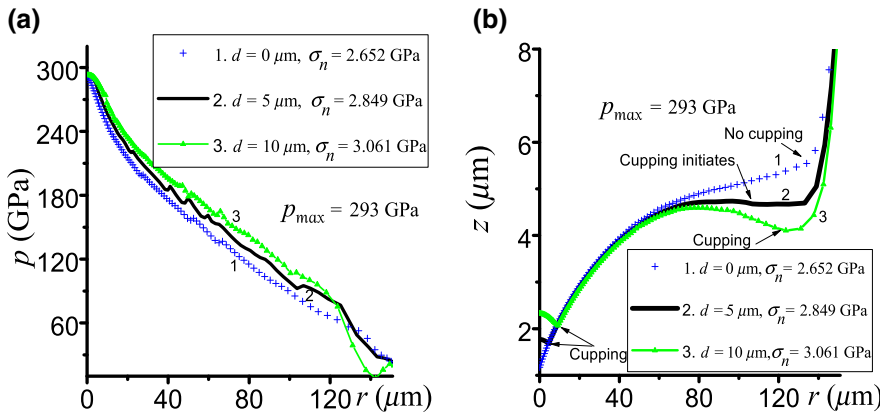 (a)
300
240
180
120
60
p (GPa)
0
40
80
120
r (μm)
1. d = 0 μm, σn = 2.652 GPa
2. d = 5 μm, σn = 2.849 GPa
3. d = 10 μm, σn = 3.061 GPa
pmax = 293 GPa
3
1
2
(b)
8
6
4
2
z (μm)
0
40
80
120
r (μm)
pmax = 293 GPa
No cupping
Cupping initiates
1
2
3
Cupping
Cupping
1. d = 0 μm, σn = 2.652 GPa
2. d = 5 μm, σn = 2.849 GPa
3. d = 10 μm, σn = 3.061 GPa